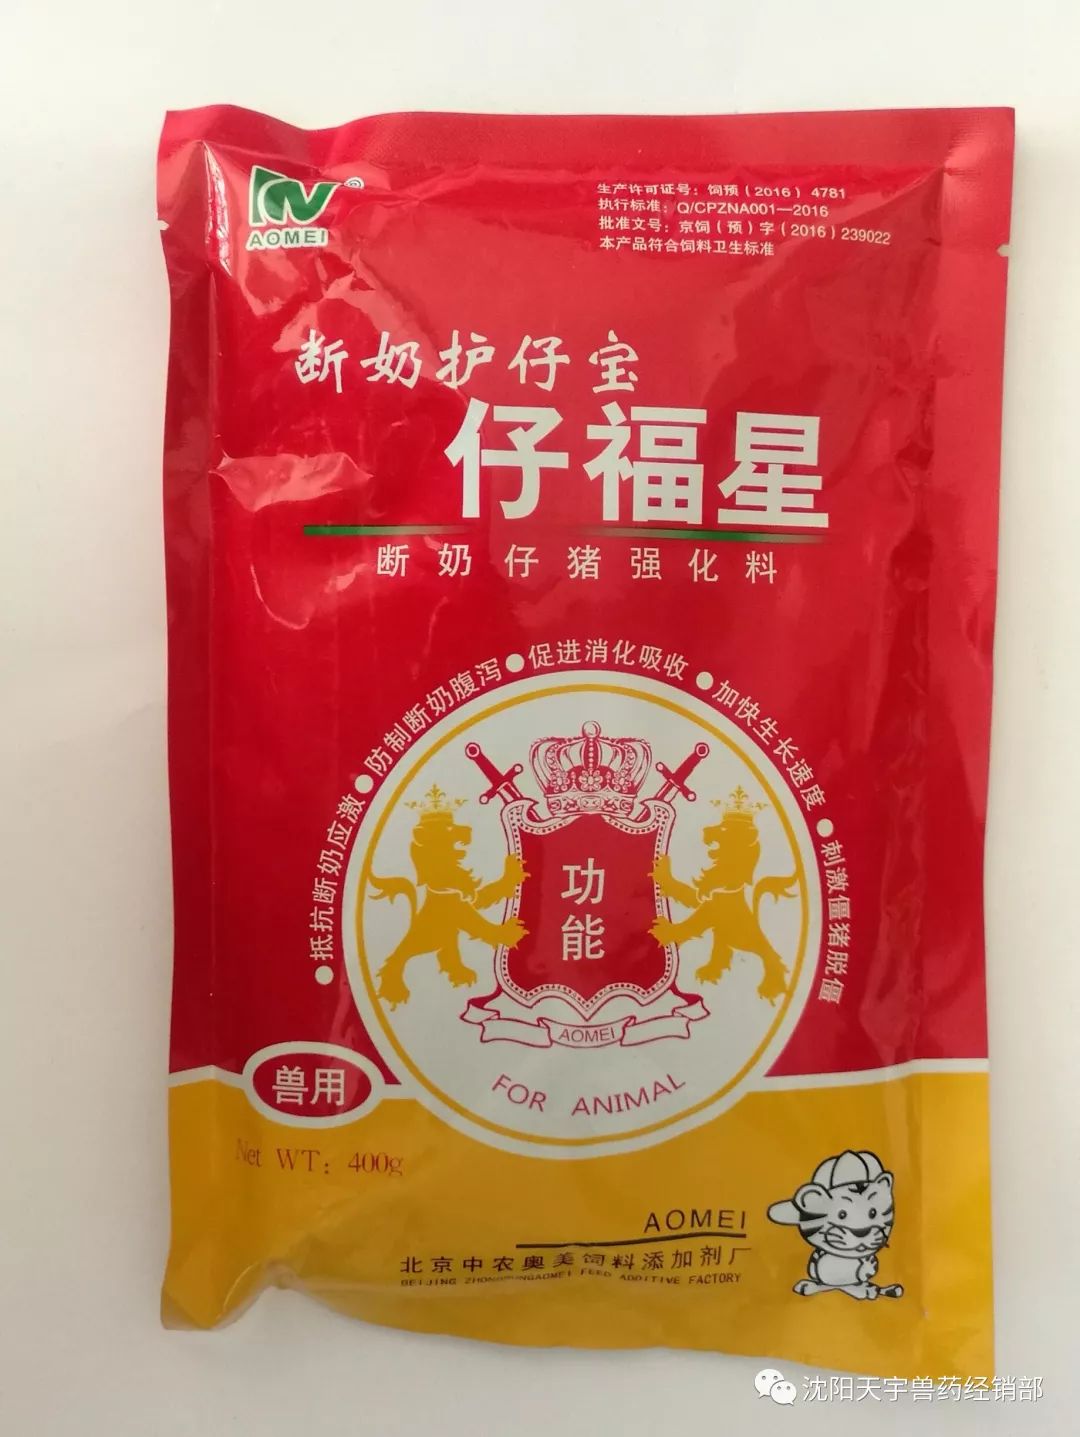 AOMEI
生产许可证号：饲预（2016）4781
执行标准：Q/CPZNA001—2016
批准文号：京饲（预）字（2016）239022
本产品符合饲料卫生标准
断奶护仔宝
仔福星
断奶仔猪强化料
●抵抗断奶应激●防制断奶腹泻●促进消化吸收●加快生长速度●刺激僵猪脱僵
功能
AOMEI
FOR ANIMAL
兽用
Net WT：400g
AOMEI
北京中农奥美饲料添加剂厂
BEIJING ZHONGNONGAOMEI FEED ADDITIVE FACTORY
沈阳天宇兽药经销部